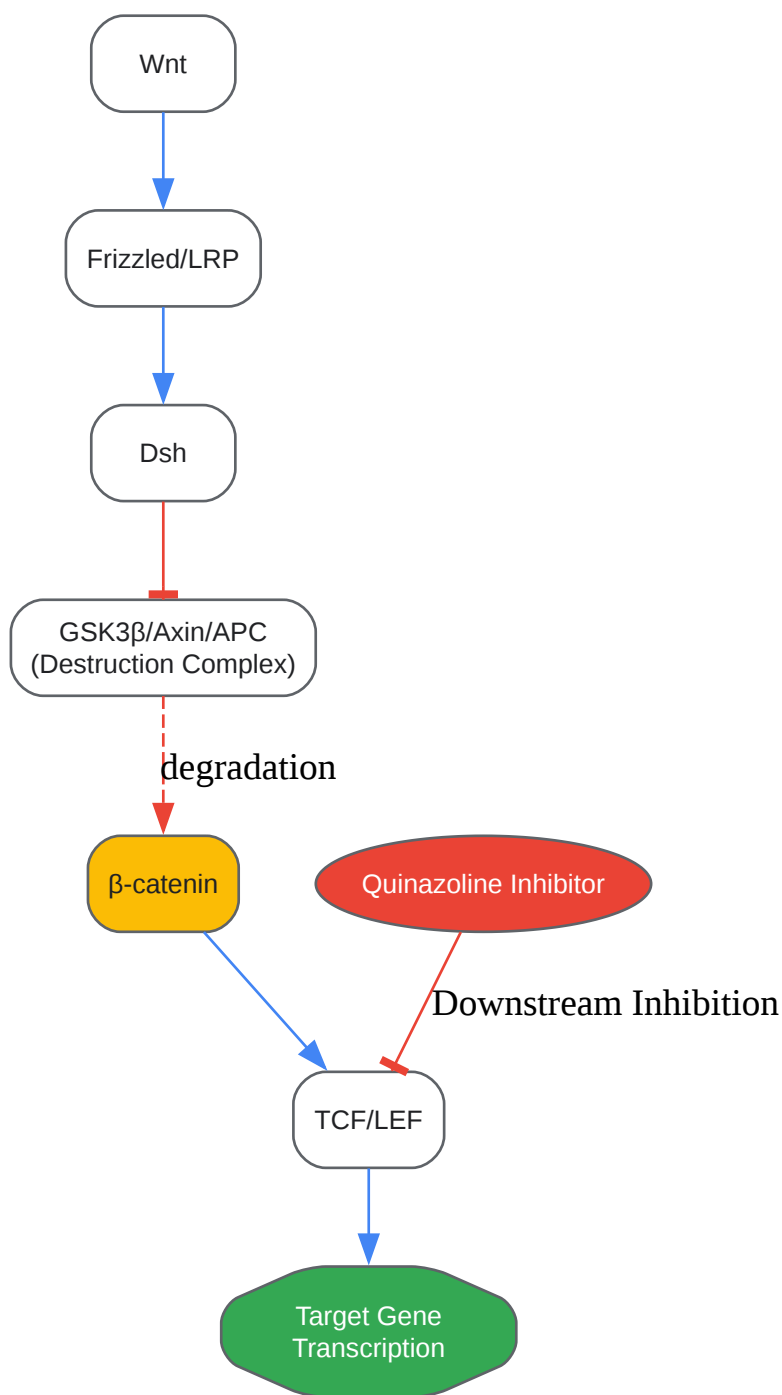 Wnt
Frizzled/LRP
Dsh
GSK3β/Axin/APC
(Destruction Complex)
degradation
β-catenin
Quinazoline Inhibitor
Downstream Inhibition
TCF/LEF
Target Gene
Transcription